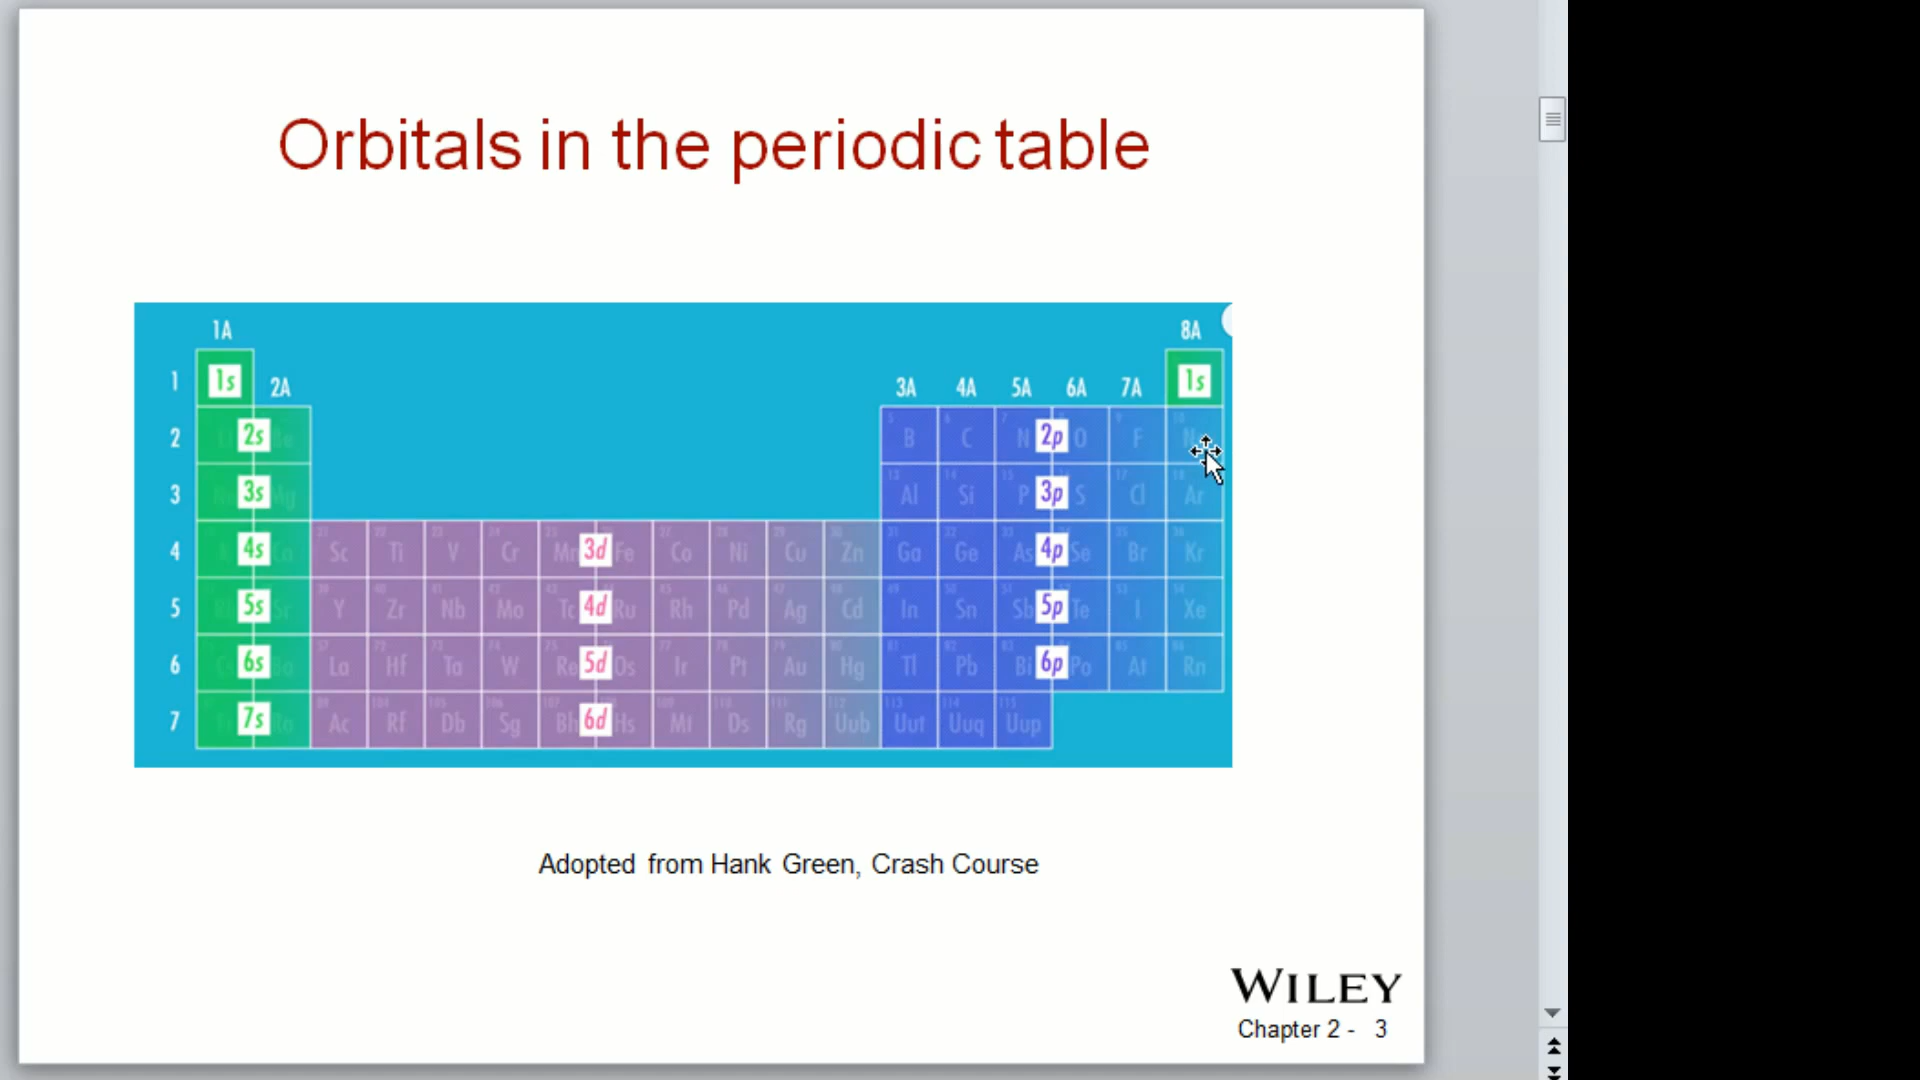 Orbitals in the periodic table
1A 8A
1 1s 2A 3A 4A 5A 6A 7A 1s
2 2s Be B C N 2p O F Ne
3 3s Mg Al Si P 3p S Cl Ar
4 4s Sc Ti V Cr Mn 3d Fe Co Ni Cu Zn Ga Ge As 4p Se Br Kr
5 5s Sr Y Zr Nb Mo Tc 4d Ru Rh Pd Ag Cd In Sn Sb 5p Te I Xe
6 6s Ba La Hf Ta W Re 5d Os Ir Pt Au Hg Tl Pb Bi 6p Po At Rn
7 7s Ac Rf Db Sg Bh 6d Hs Mt Ds Rg Uub Uut Uuq Uup
Adopted from Hank Green, Crash Course
WILEY
Chapter 2 - 3